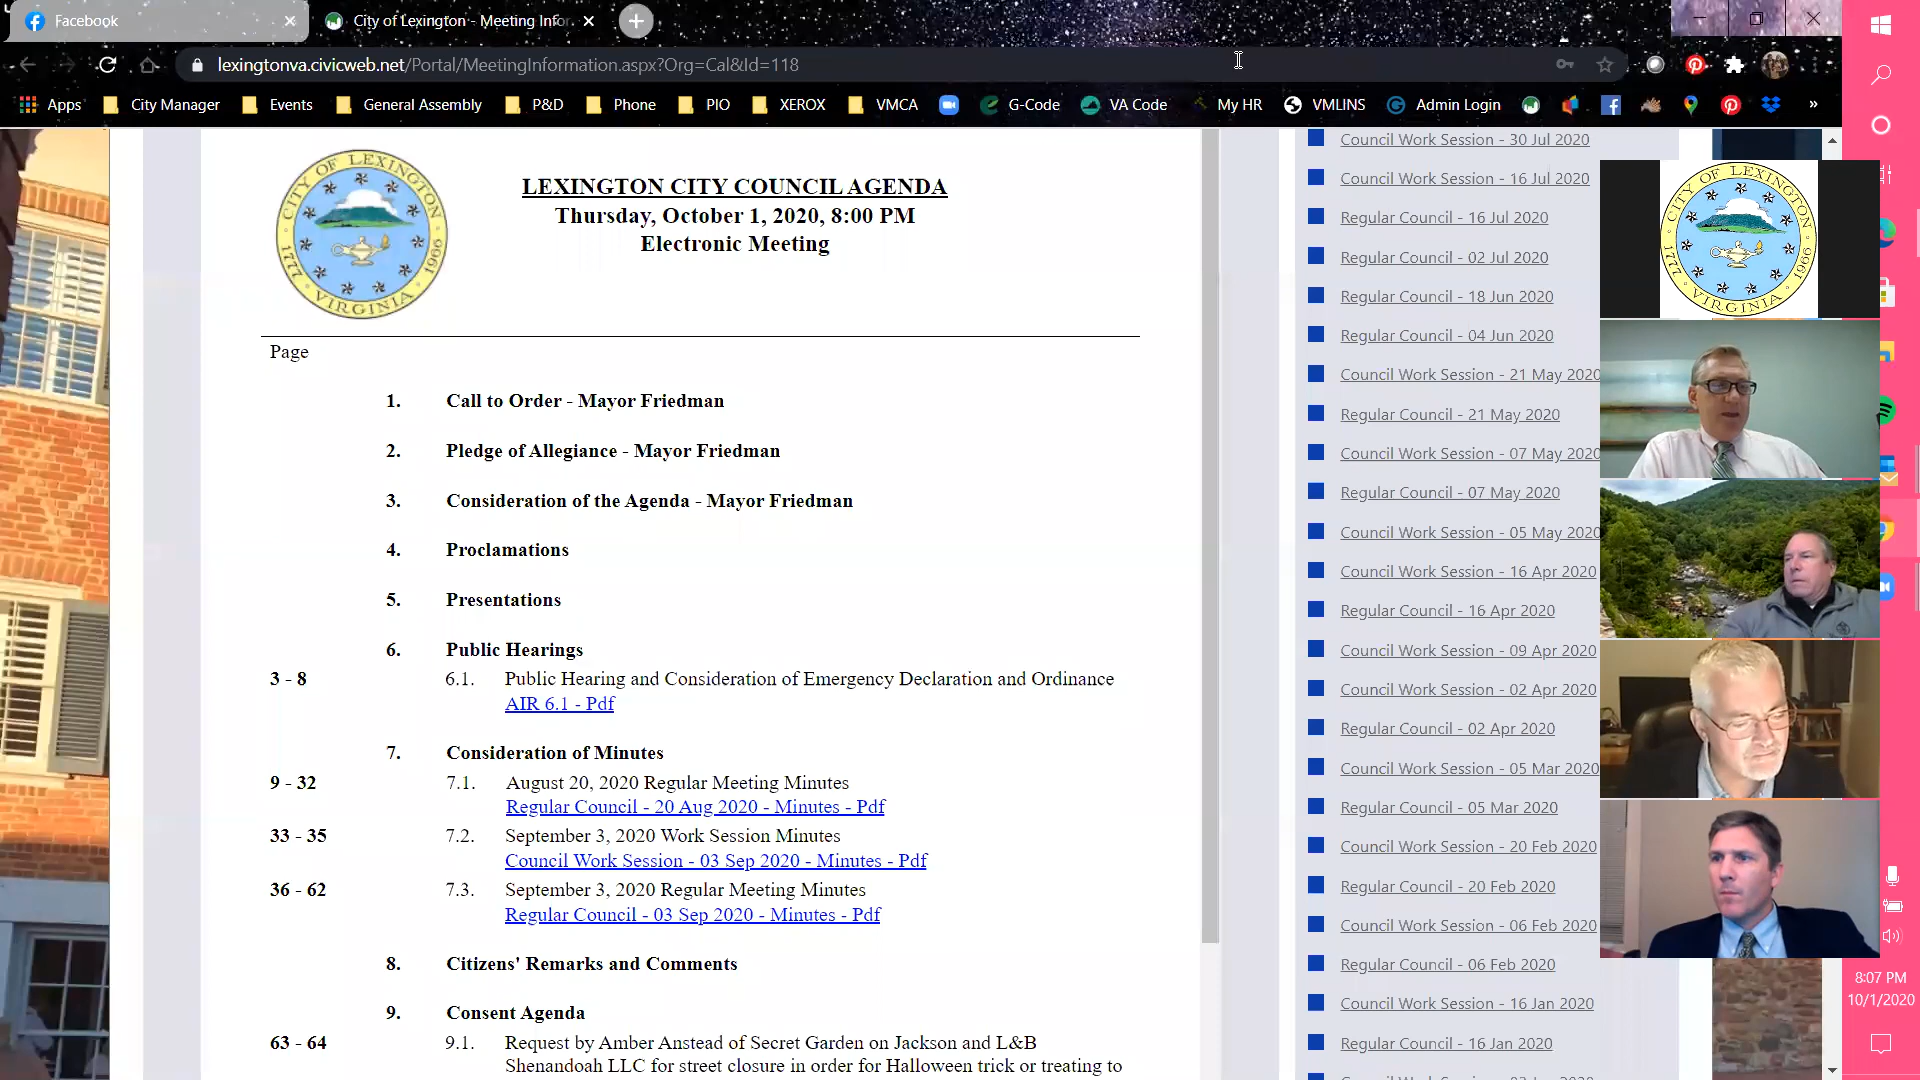 Facebook
City of Lexington - Meeting Infor
lexingtonva.civicweb.net/Portal/MeetingInformation.aspx?Org=Cal&Id=118
Apps City Manager Events General Assembly P&D Phone PIO XEROX VMCA G-Code VA Code My HR VMLINS Admin Login »
CITY OF LEXINGTON
1777 1966
VIRGINIA
LEXINGTON CITY COUNCIL AGENDA
Thursday, October 1, 2020, 8:00 PM
Electronic Meeting
Page
1. Call to Order - Mayor Friedman
2. Pledge of Allegiance - Mayor Friedman
3. Consideration of the Agenda - Mayor Friedman
4. Proclamations
5. Presentations
6. Public Hearings
3 - 8 6.1. Public Hearing and Consideration of Emergency Declaration and Ordinance
AIR 6.1 - Pdf
7. Consideration of Minutes
9 - 32 7.1. August 20, 2020 Regular Meeting Minutes
Regular Council - 20 Aug 2020 - Minutes - Pdf
33 - 35 7.2. September 3, 2020 Work Session Minutes
Council Work Session - 03 Sep 2020 - Minutes - Pdf
36 - 62 7.3. September 3, 2020 Regular Meeting Minutes
Regular Council - 03 Sep 2020 - Minutes - Pdf
8. Citizens' Remarks and Comments
9. Consent Agenda
63 - 64 9.1. Request by Amber Anstead of Secret Garden on Jackson and L&B
Shenandoah LLC for street closure in order for Halloween trick or treating to
Council Work Session - 30 Jul 2020
Council Work Session - 16 Jul 2020
Regular Council - 16 Jul 2020
Regular Council - 02 Jul 2020
Regular Council - 18 Jun 2020
Regular Council - 04 Jun 2020
Council Work Session - 21 May 2020
Regular Council - 21 May 2020
Council Work Session - 07 May 2020
Regular Council - 07 May 2020
Council Work Session - 05 May 2020
Council Work Session - 16 Apr 2020
Regular Council - 16 Apr 2020
Council Work Session - 09 Apr 2020
Council Work Session - 02 Apr 2020
Regular Council - 02 Apr 2020
Council Work Session - 05 Mar 2020
Regular Council - 05 Mar 2020
Council Work Session - 20 Feb 2020
Regular Council - 20 Feb 2020
Council Work Session - 06 Feb 2020
Regular Council - 06 Feb 2020
Council Work Session - 16 Jan 2020
Regular Council - 16 Jan 2020
CITY OF LEXINGTON
1777 1966
VIRGINIA
8:07 PM
10/1/2020